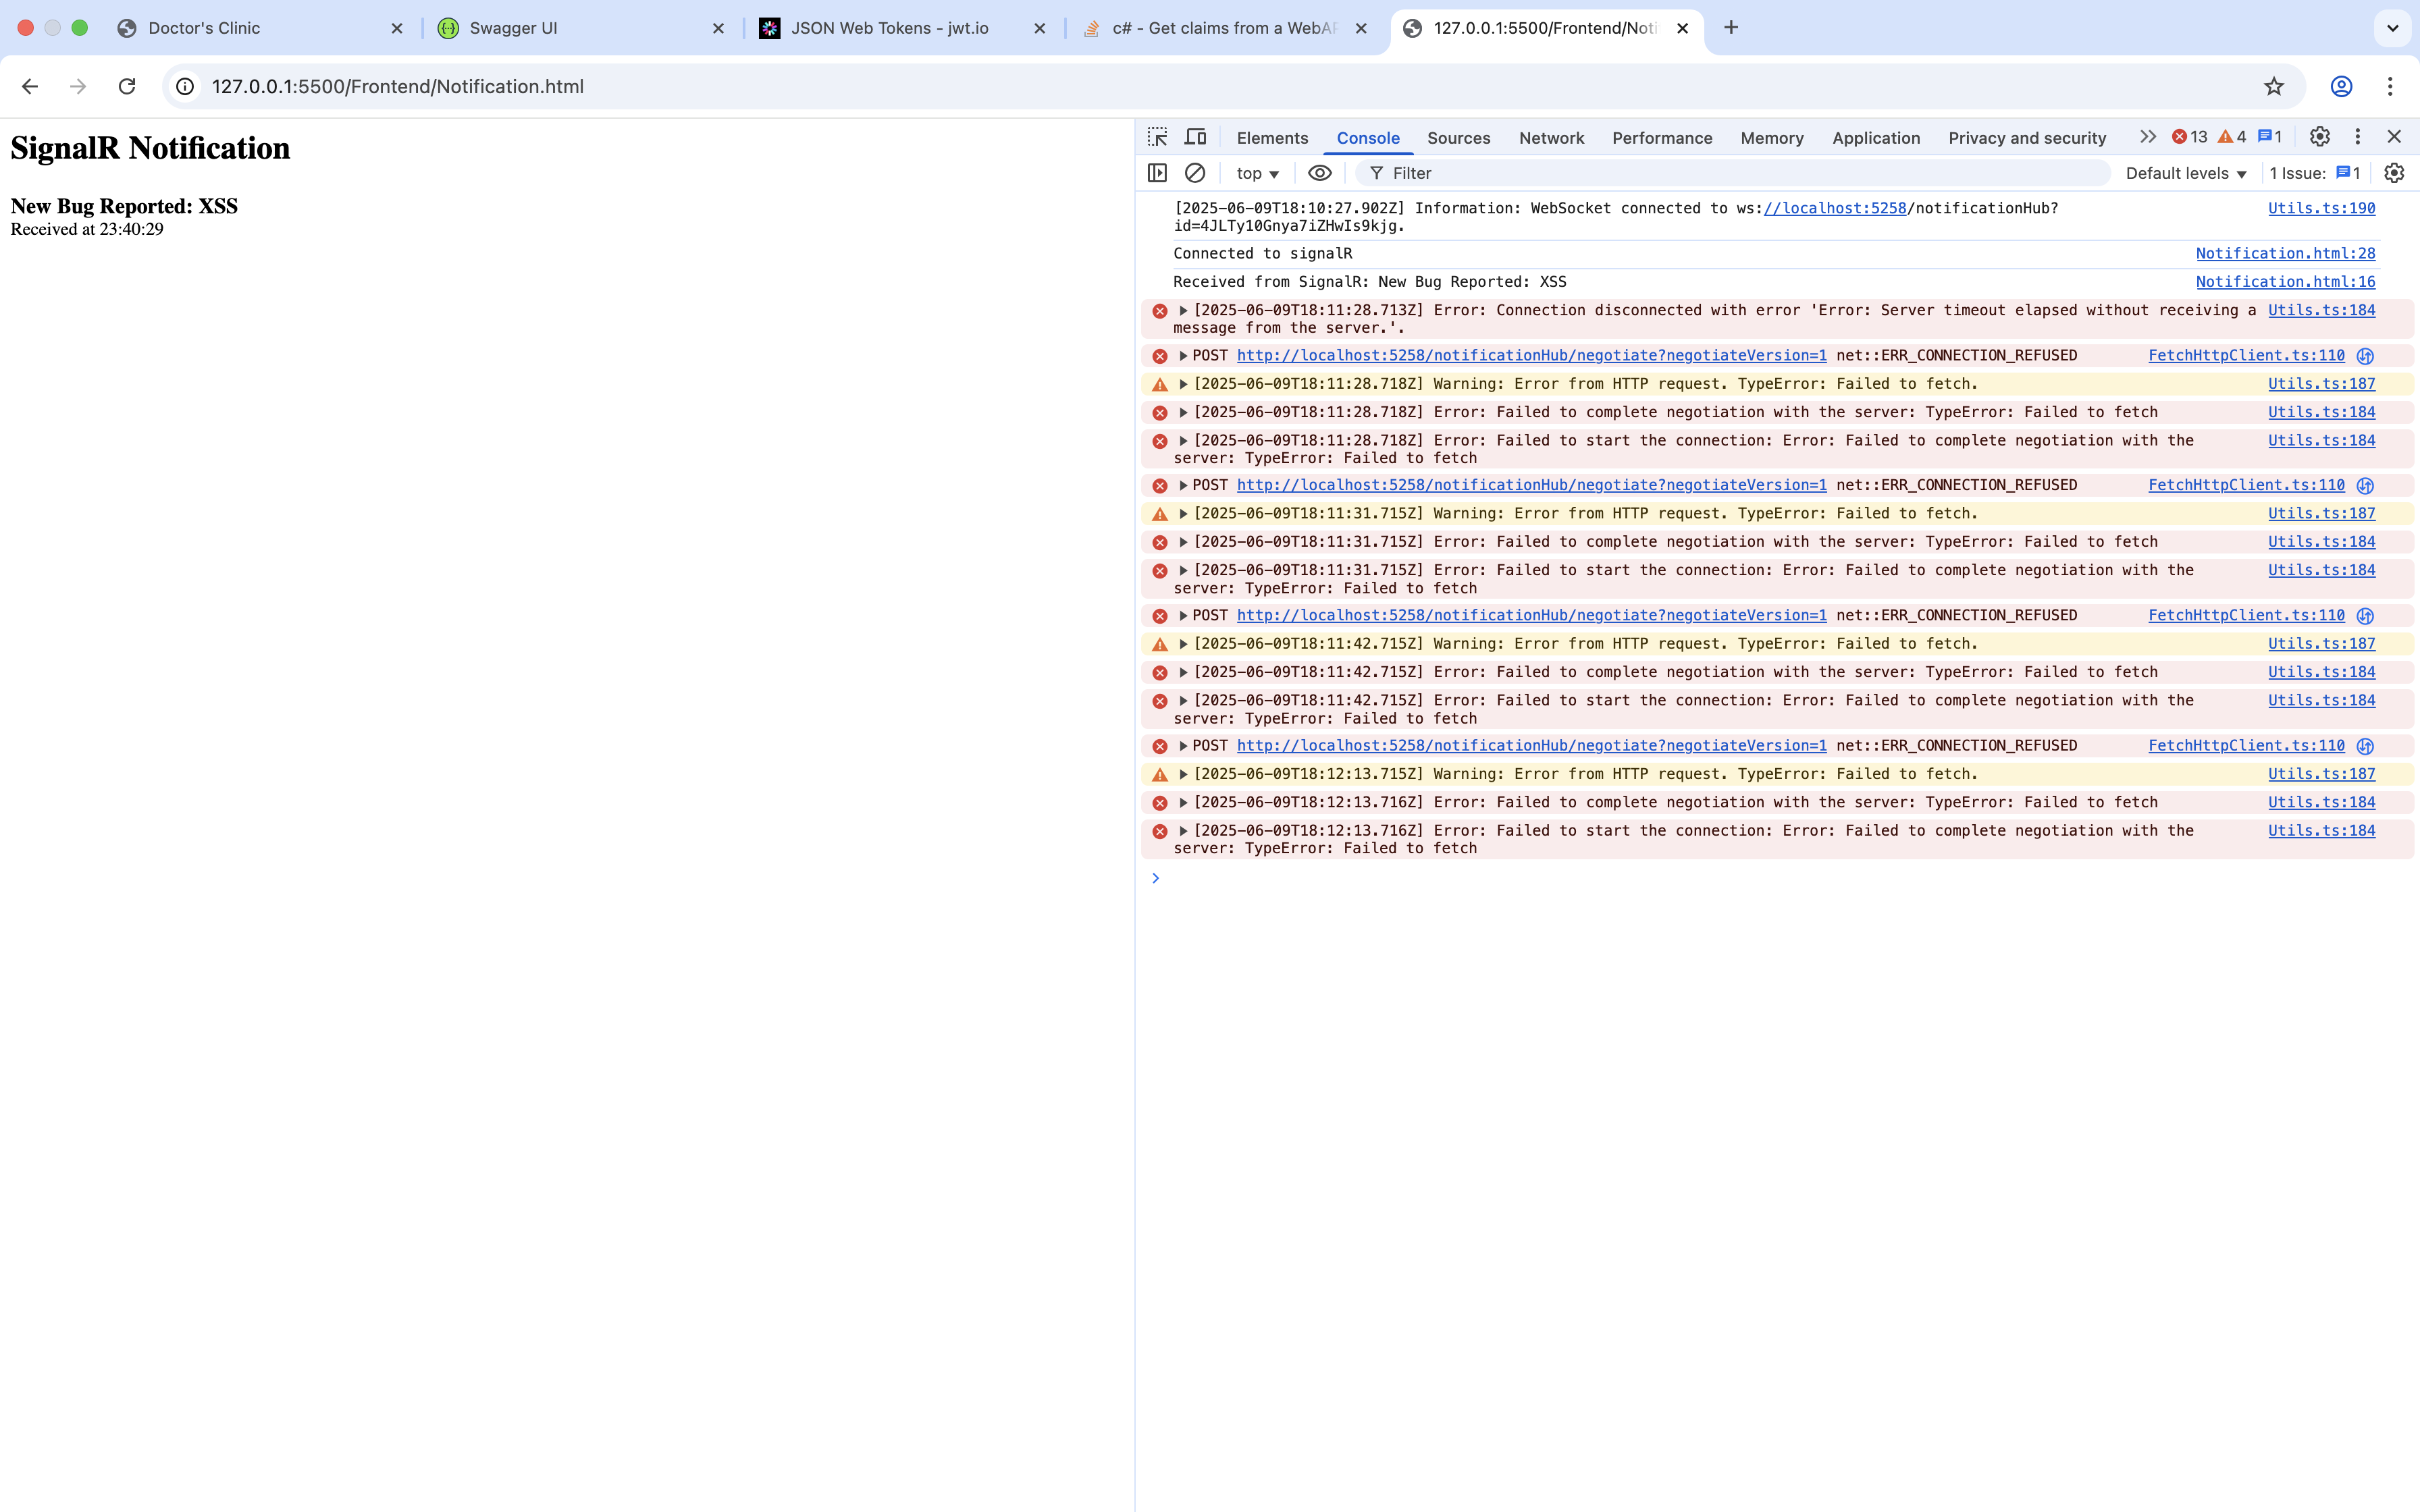 Doctor's Clinic
Swagger UI
JSON Web Tokens - jwt.io
c# - Get claims from a WebAP
127.0.0.1:5500/Frontend/Noti
127.0.0.1:5500/Frontend/Notification.html
SignalR Notification
New Bug Reported: XSS
Received at 23:40:29
Elements Console Sources Network Performance Memory Application Privacy and security 13 4 1
top Filter Default levels 1 Issue: 1
[2025-06-09T18:10:27.902Z] Information: WebSocket connected to ws://localhost:5258/notificationHub? Utils.ts:190
id=4JLTy10Gnya7iZHwIs9kjg.
Connected to signalR Notification.html:28
Received from SignalR: New Bug Reported: XSS Notification.html:16
[2025-06-09T18:11:28.713Z] Error: Connection disconnected with error 'Error: Server timeout elapsed without receiving a Utils.ts:184
message from the server.'.
POST http://localhost:5258/notificationHub/negotiate?negotiateVersion=1 net::ERR_CONNECTION_REFUSED FetchHttpClient.ts:110
[2025-06-09T18:11:28.718Z] Warning: Error from HTTP request. TypeError: Failed to fetch. Utils.ts:187
[2025-06-09T18:11:28.718Z] Error: Failed to complete negotiation with the server: TypeError: Failed to fetch Utils.ts:184
[2025-06-09T18:11:28.718Z] Error: Failed to start the connection: Error: Failed to complete negotiation with the Utils.ts:184
server: TypeError: Failed to fetch
POST http://localhost:5258/notificationHub/negotiate?negotiateVersion=1 net::ERR_CONNECTION_REFUSED FetchHttpClient.ts:110
[2025-06-09T18:11:31.715Z] Warning: Error from HTTP request. TypeError: Failed to fetch. Utils.ts:187
[2025-06-09T18:11:31.715Z] Error: Failed to complete negotiation with the server: TypeError: Failed to fetch Utils.ts:184
[2025-06-09T18:11:31.715Z] Error: Failed to start the connection: Error: Failed to complete negotiation with the Utils.ts:184
server: TypeError: Failed to fetch
POST http://localhost:5258/notificationHub/negotiate?negotiateVersion=1 net::ERR_CONNECTION_REFUSED FetchHttpClient.ts:110
[2025-06-09T18:11:42.715Z] Warning: Error from HTTP request. TypeError: Failed to fetch. Utils.ts:187
[2025-06-09T18:11:42.715Z] Error: Failed to complete negotiation with the server: TypeError: Failed to fetch Utils.ts:184
[2025-06-09T18:11:42.715Z] Error: Failed to start the connection: Error: Failed to complete negotiation with the Utils.ts:184
server: TypeError: Failed to fetch
POST http://localhost:5258/notificationHub/negotiate?negotiateVersion=1 net::ERR_CONNECTION_REFUSED FetchHttpClient.ts:110
[2025-06-09T18:12:13.715Z] Warning: Error from HTTP request. TypeError: Failed to fetch. Utils.ts:187
[2025-06-09T18:12:13.716Z] Error: Failed to complete negotiation with the server: TypeError: Failed to fetch Utils.ts:184
[2025-06-09T18:12:13.716Z] Error: Failed to start the connection: Error: Failed to complete negotiation with the Utils.ts:184
server: TypeError: Failed to fetch